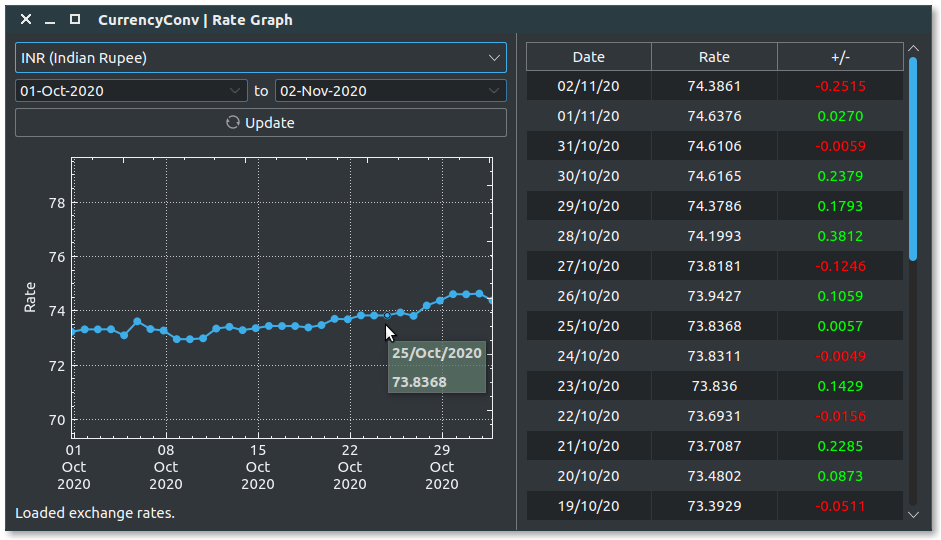 CurrencyConv | Rate Graph
INR (Indian Rupee)
01-Oct-2020 to 02-Nov-2020
Update
78
76
74
72
70
Rate
25/Oct/2020
73.8368
01 08 15 22 29
Oct Oct Oct Oct Oct
2020 2020 2020 2020 2020
Loaded exchange rates.
Date Rate +/-
02/11/20 74.3861 -0.2515
01/11/20 74.6376 0.0270
31/10/20 74.6106 -0.0059
30/10/20 74.6165 0.2379
29/10/20 74.3786 0.1793
28/10/20 74.1993 0.3812
27/10/20 73.8181 -0.1246
26/10/20 73.9427 0.1059
25/10/20 73.8368 0.0057
24/10/20 73.8311 -0.0049
23/10/20 73.836 0.1429
22/10/20 73.6931 -0.0156
21/10/20 73.7087 0.2285
20/10/20 73.4802 0.0873
19/10/20 73.3929 -0.0511